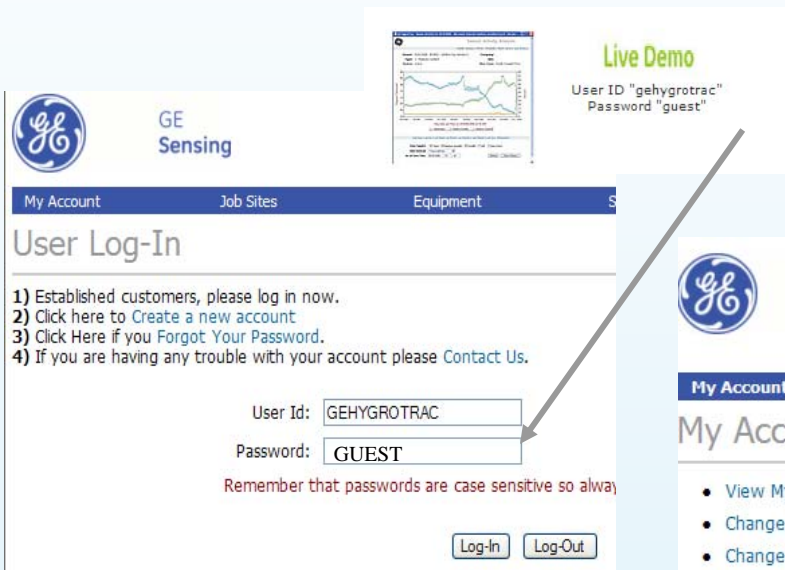 Live Demo
User ID "gehygrotrac"
Password "guest"
GE
Sensing
My Account Job Sites Equipment S
User Log-In
1) Established customers, please log in now.
2) Click here to Create a new account
3) Click Here if you Forgot Your Password.
4) If you are having any trouble with your account please Contact Us.
User Id: GEHYGROTRAC
Password: GUEST
Remember that passwords are case sensitive so alway
Log-In Log-Out
GE
My Account
My Acco
• View My
• Change
• Change